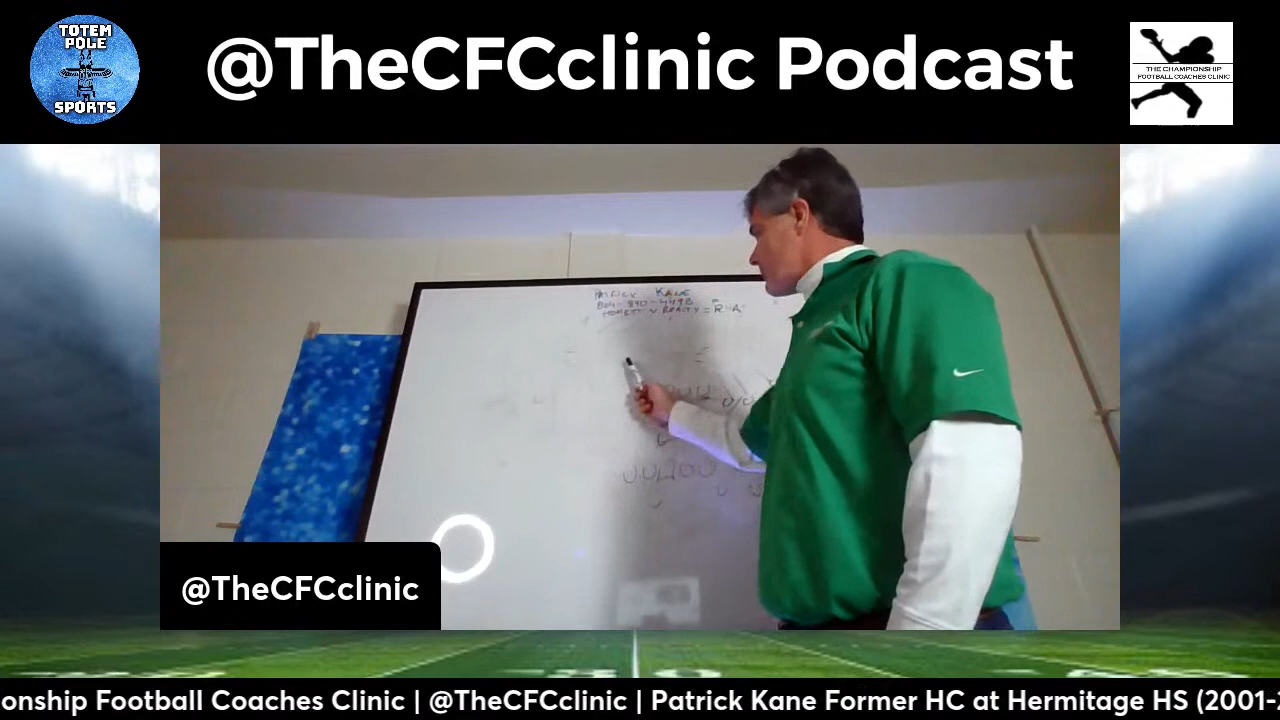 TOTEM
POLE
SPORTS
@TheCFCclinic Podcast
THE CHAMPIONSHIP
FOOTBALL COACHES CLINIC
PATRICK KANE
@TheCFCclinic
onship Football Coaches Clinic | @TheCFCclinic | Patrick Kane Former HC at Hermitage HS (2001-